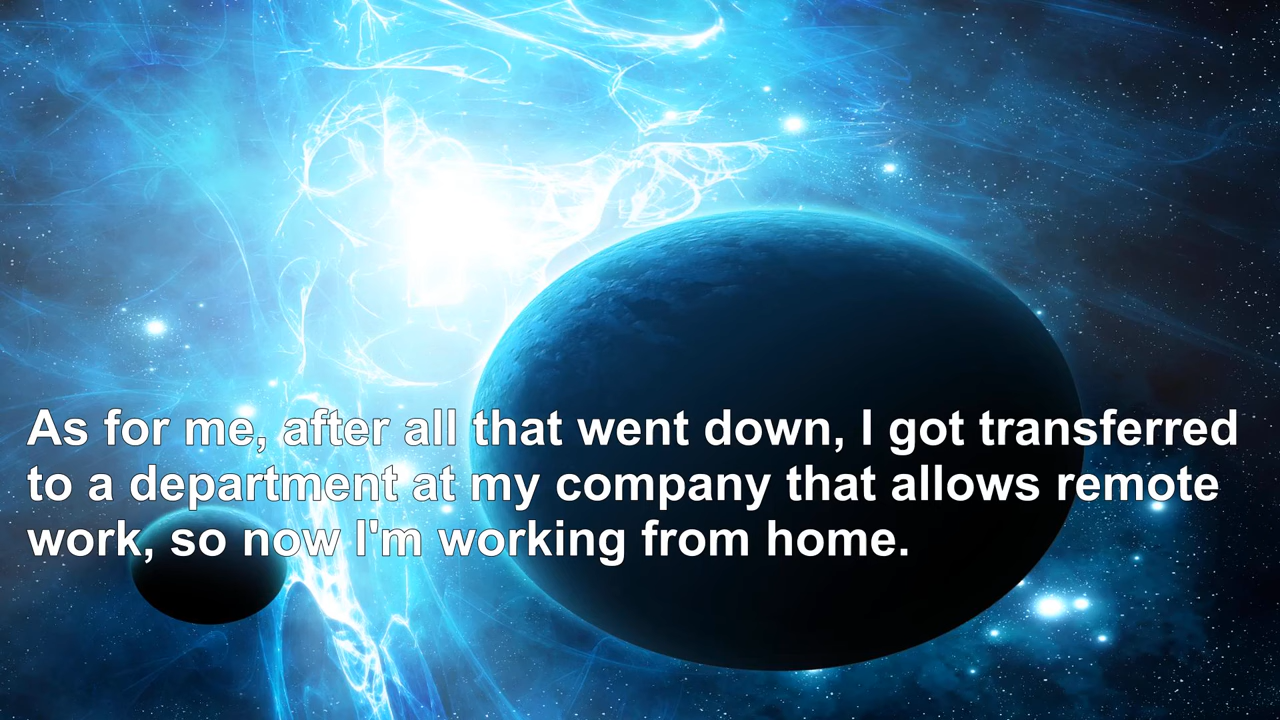 As for me, after all that went down, I got transferred
to a department at my company that allows remote
work, so now I'm working from home.